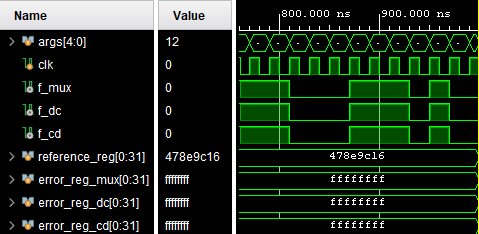 Name Value 800.000 ns 900.000 ns
args[4:0] 12
clk 0
f_mux 0
f_dc 0
f_cd 0
reference_reg[0:31] 478e9c16 478e9c16
error_reg_mux[0:31] ffffffff ffffffff
error_reg_dc[0:31] ffffffff ffffffff
error_reg_cd[0:31] ffffffff ffffffff